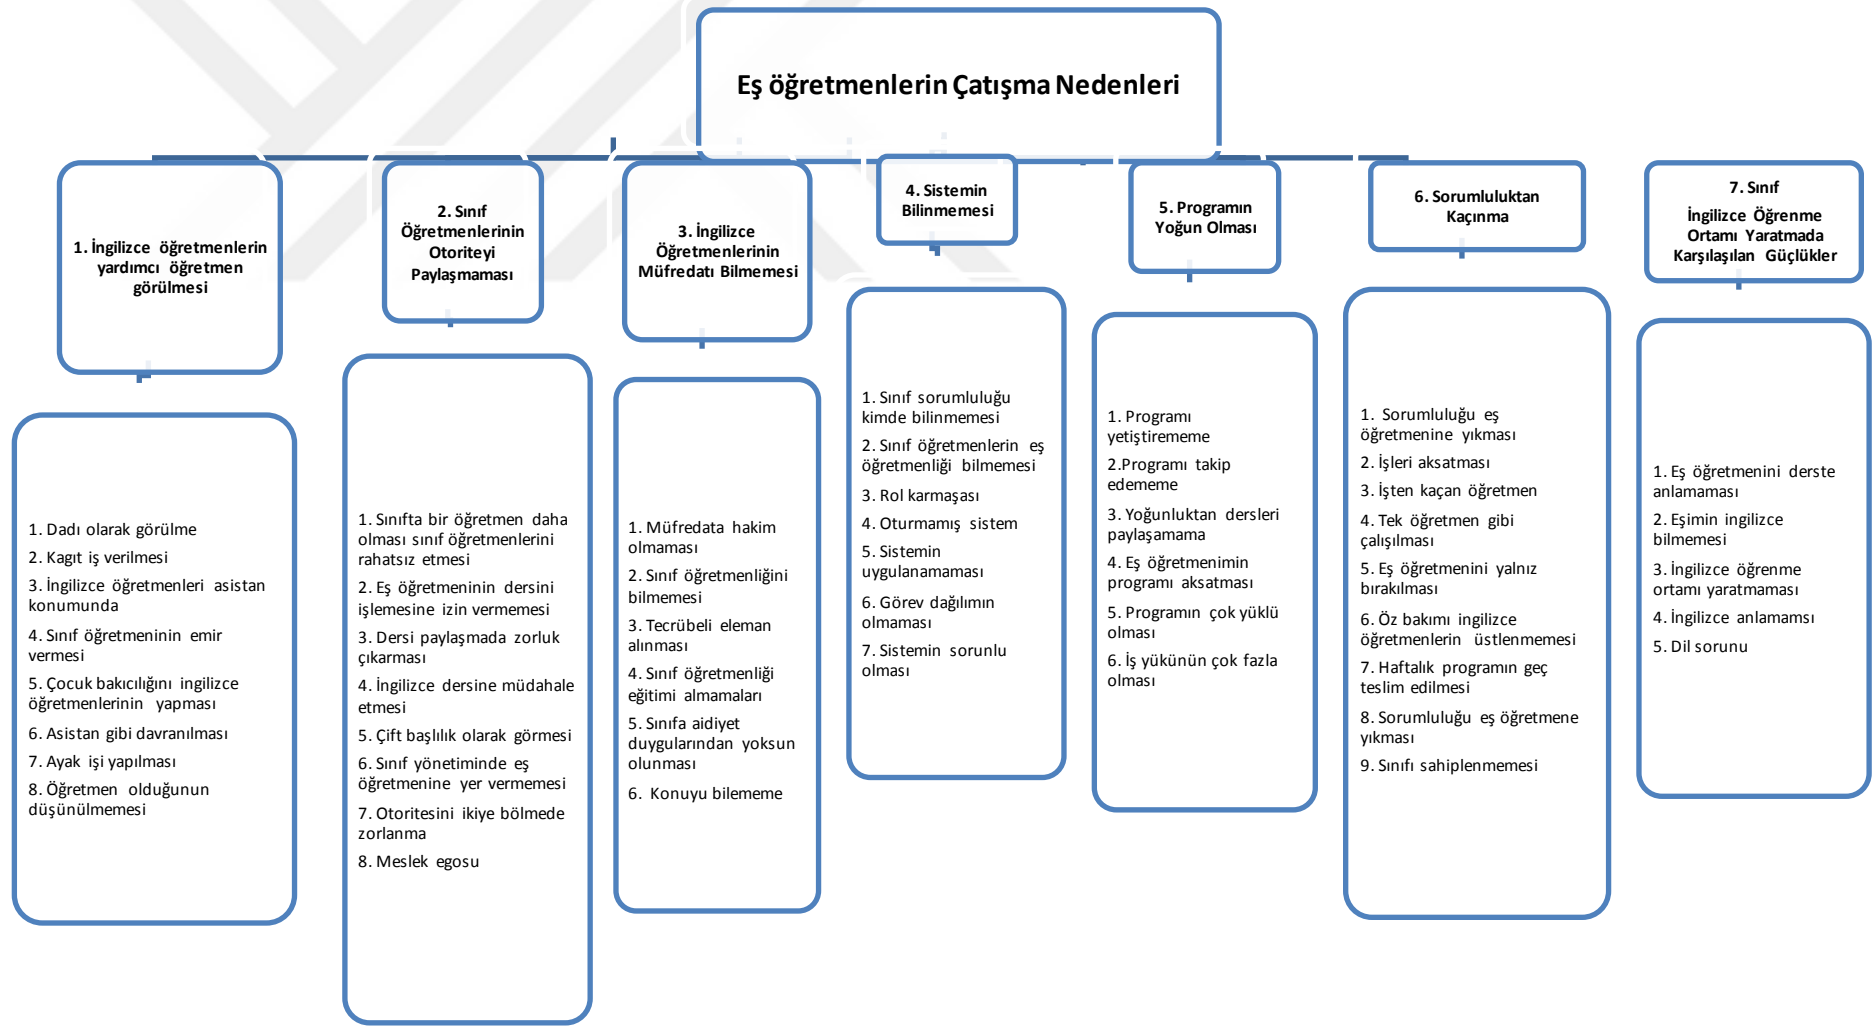 Eş öğretmenlerin Çatışma Nedenleri
1. İngilizce öğretmenlerin
yardımcı öğretmen
görülmesi
2. Sınıf
Öğretmenlerinin
Otoriteyi
Paylaşmaması
3. İngilizce
Öğretmenlerinin
Müfredatı Bilmemesi
4. Sistemin
Bilinmemesi
5. Programın
Yoğun Olması
6. Sorumluluktan
Kaçınma
7. Sınıf
İngilizce Öğrenme
Ortamı Yaratmada
Karşılaşılan Güçlükler
1. Dadı olarak görülme
2. Kagıt iş verilmesi
3. İngilizce öğretmenleri asistan
konumunda
4. Sınıf öğretmeninin emir
vermesi
5. Çocuk bakıcılığını ingilizce
öğretmenlerinin yapması
6. Asistan gibi davranılması
7. Ayak işi yapılması
8. Öğretmen olduğunun
düşünülmemesi
1. Sınıfta bir öğretmen daha
olması sınıf öğretmenlerini
rahatsız etmesi
2. Eş öğretmeninin dersini
işlemesine izin vermemesi
3. Dersi paylaşmada zorluk
çıkarması
4. İngilizce dersine müdahale
etmesi
5. Çift başlılık olarak görmesi
6. Sınıf yönetiminde eş
öğretmenine yer vermemesi
7. Otoritesini ikiye bölmede
zorlanma
8. Meslek egosu
1. Müfredata hakim
olmaması
2. Sınıf öğretmenliğini
bilmemesi
3. Tecrübeli eleman
alınması
4. Sınıf öğretmenliği
eğitimi almamaları
5. Sınıfa aidiyet
duygularından yoksun
olunması
6. Konuyu bilememe
1. Sınıf sorumluluğu
kimde bilinmemesi
2. Sınıf öğretmenlerin eş
öğretmenliği bilmemesi
3. Rol karmaşası
4. Oturmamış sistem
5. Sistemin
uygulanamaması
6. Görev dağılımın
olmaması
7. Sistemin sorunlu
olması
1. Programı
yetiştirememe
2.Programı takip
edememe
3. Yoğunluktan dersleri
paylaşamama
4. Eş öğretmenimin
programı aksatması
5. Programın çok yüklü
olması
6. İş yükünün çok fazla
olması
1. Sorumluluğu eş
öğretmenine yıkması
2. İşleri aksatması
3. İşten kaçan öğretmen
4. Tek öğretmen gibi
çalışılması
5. Eş öğretmenini yalnız
bırakılması
6. Öz bakımı ingilizce
öğretmenlerin üstlenmemesi
7. Haftalık programın geç
teslim edilmesi
8. Sorumluluğu eş öğretmene
yıkması
9. Sınıfı sahiplenmemesi
1. Eş öğretmenini derste
anlamaması
2. Eşimin ingilizce
bilmemesi
3. İngilizce öğrenme
ortamı yaratmaması
4. İngilizce anlamamsı
5. Dil sorunu